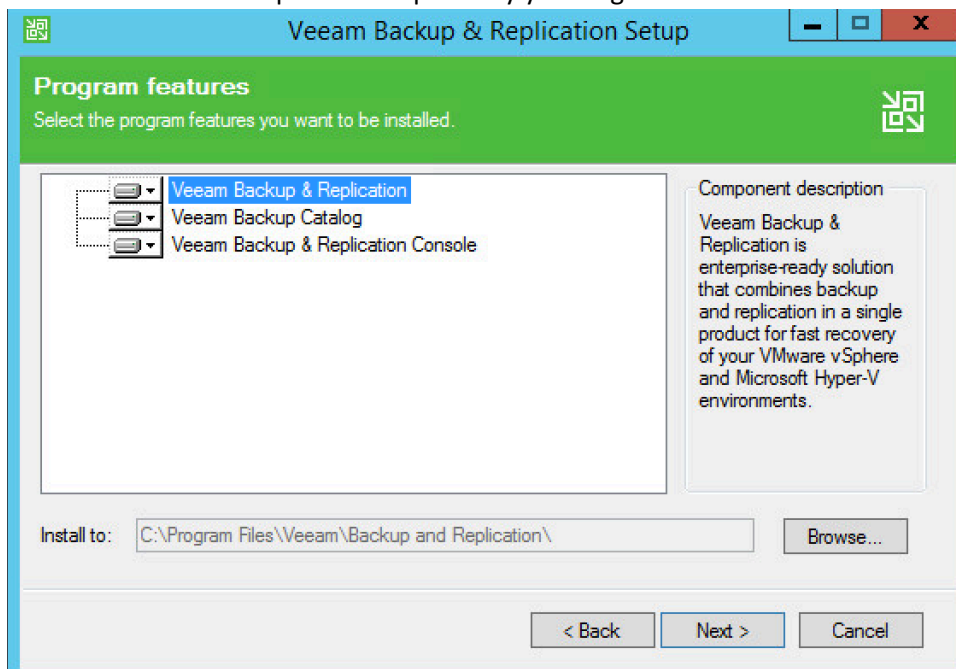 Veeam Backup & Replication Setup
Program features
Select the program features you want to be installed.
Veeam Backup & Replication
Veeam Backup Catalog
Veeam Backup & Replication Console
Component description
Veeam Backup &
Replication is
enterprise-ready solution
that combines backup
and replication in a single
product for fast recovery
of your VMware vSphere
and Microsoft Hyper-V
environments.
Install to: C:\Program Files\Veeam\Backup and Replication\ Browse...
< Back Next > Cancel